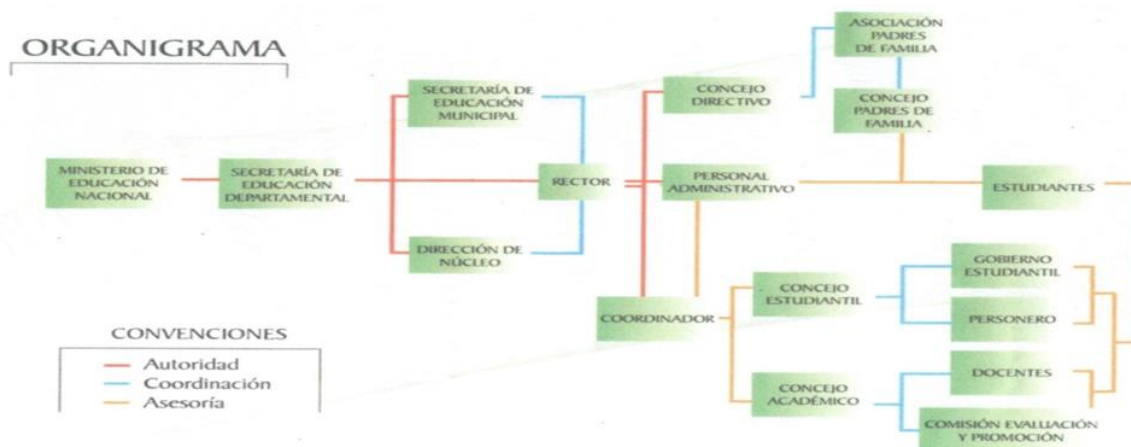 ORGANIGRAMA
MINISTERIO DE
EDUCACIÓN
NACIONAL
SECRETARÍA DE
EDUCACIÓN
DEPARTAMENTAL
SECRETARÍA DE
EDUCACIÓN
MUNICIPAL
RECTOR
DIRECCIÓN DE
NÚCLEO
CONCEJO
DIRECTIVO
PERSONAL
ADMINISTRATIVO
COORDINADOR
ASOCIACIÓN
PADRES
DE FAMILIA
CONCEJO
PADRES DE
FAMILIA
ESTUDIANTES
CONCEJO
ESTUDIANTIL
GOBIERNO
ESTUDIANTIL
PERSONERO
CONCEJO
ACADÉMICO
DOCENTES
COMISIÓN EVALUACIÓN
Y PROMOCIÓN
CONVENCIONES
Autoridad
Coordinación
Asesoría